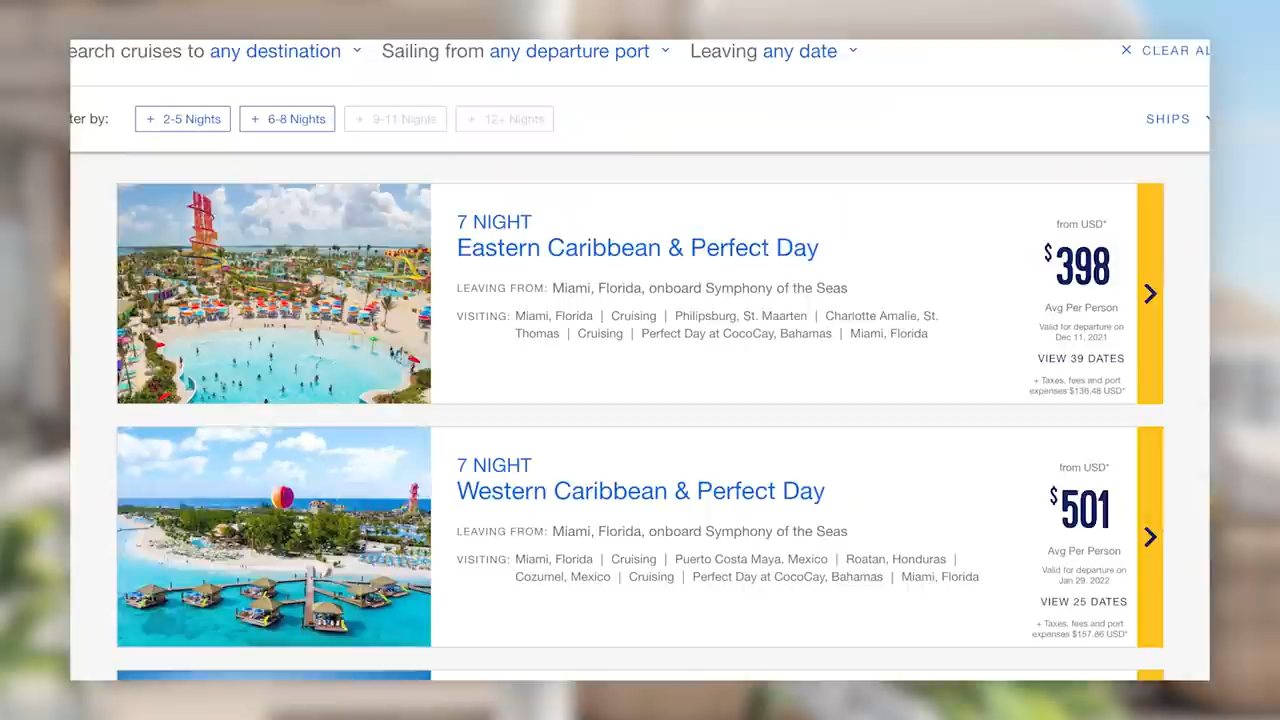 earch cruises to any destination Sailing from any departure port Leaving any date × CLEAR AL
ter by: + 2-5 Nights + 6-8 Nights + 9-11 Nights + 12+ Nights SHIPS
7 NIGHT
Eastern Caribbean & Perfect Day
LEAVING FROM: Miami, Florida, onboard Symphony of the Seas
VISITING: Miami, Florida | Cruising | Philipsburg, St. Maarten | Charlotte Amalie, St.
Thomas | Cruising | Perfect Day at CocoCay, Bahamas | Miami, Florida
from USD*
$398
Avg Per Person
Valid for departure on
Dec 11, 2021
VIEW 39 DATES
+ Taxes, fees and port
expenses $136.48 USD*
7 NIGHT
Western Caribbean & Perfect Day
LEAVING FROM: Miami, Florida, onboard Symphony of the Seas
VISITING: Miami, Florida | Cruising | Puerto Costa Maya, Mexico | Roatan, Honduras |
Cozumel, Mexico | Cruising | Perfect Day at CocoCay, Bahamas | Miami, Florida
from USD*
$501
Avg Per Person
Valid for departure on
Jan 29, 2022
VIEW 25 DATES
+ Taxes, fees and port
expenses $157.86 USD*